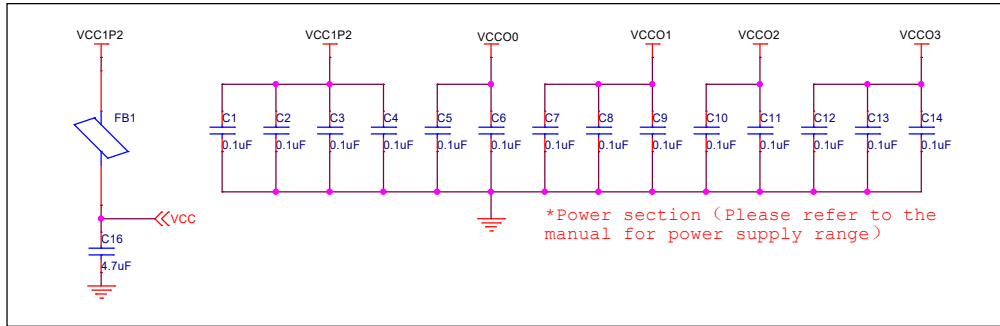 VCC1P2 VCC1P2 VCCO0 VCCO1 VCCO2 VCCO3
FB1
C1 C2 C3 C4 C5 C6 C7 C8 C9 C10 C11 C12 C13 C14
0.1uF 0.1uF 0.1uF 0.1uF 0.1uF 0.1uF 0.1uF 0.1uF 0.1uF 0.1uF 0.1uF 0.1uF 0.1uF 0.1uF
VCC
C16
4.7uF
*Power section（Please refer to the
manual for power supply range）